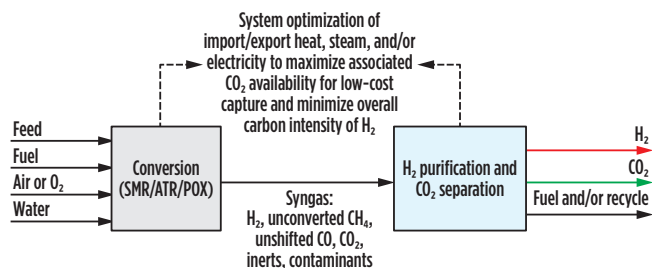 System optimization of
import/export heat, steam, and/or
electricity to maximize associated
CO₂ availability for low-cost
capture and minimize overall
carbon intensity of H₂
Feed
Fuel
Air or O₂
Water
Conversion
(SMR/ATR/POX)
Syngas:
H₂, unconverted CH₄,
unshifted CO, CO₂,
inerts, contaminants
H₂ purification and
CO₂ separation
H₂
CO₂
Fuel and/or recycle